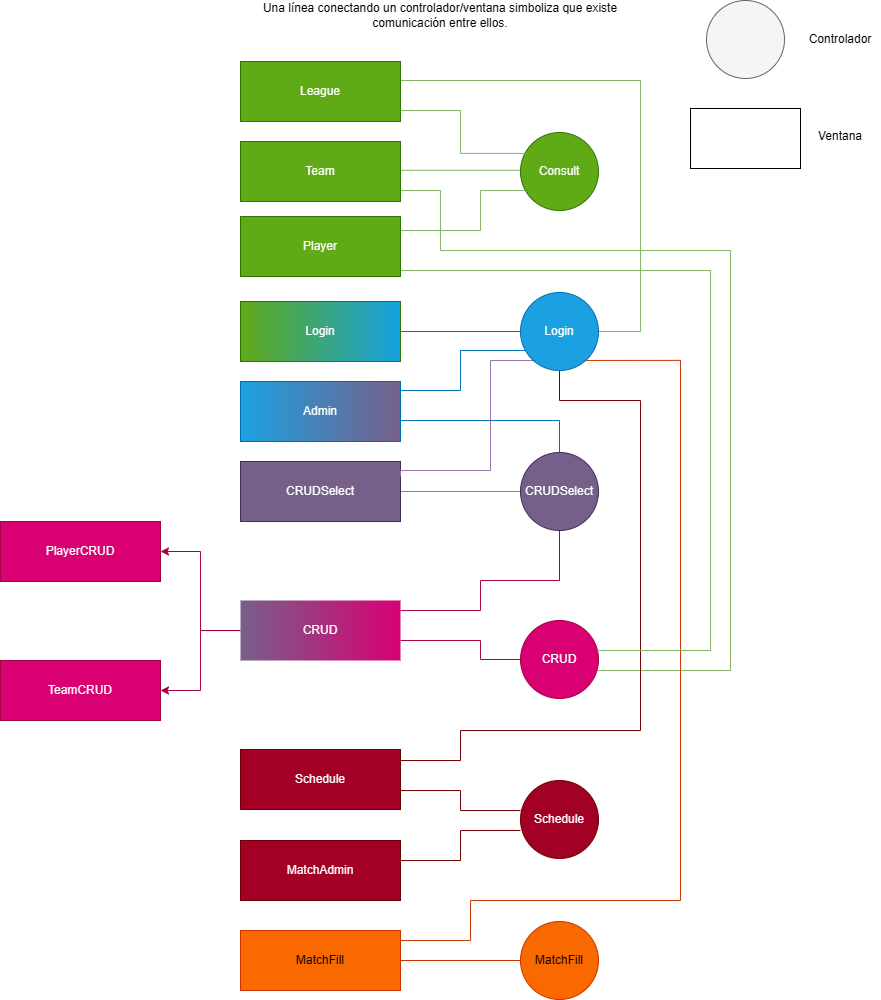 Una línea conectando un controlador/ventana simboliza que existe
comunicación entre ellos.
Controlador
Ventana
League
Team
Consult
Player
Login
Login
Admin
CRUDSelect
CRUDSelect
PlayerCRUD
CRUD
CRUD
TeamCRUD
Schedule
Schedule
MatchAdmin
MatchFill
MatchFill